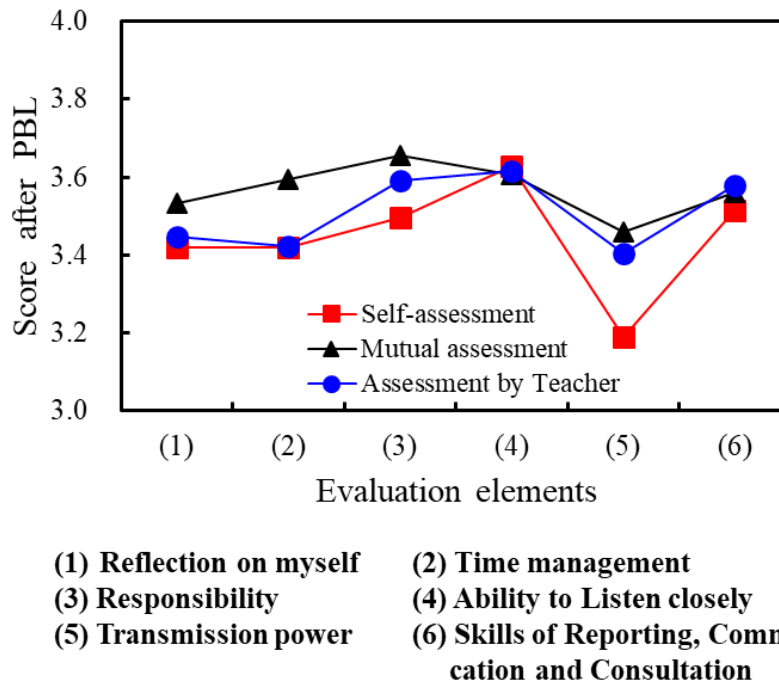 4.0
3.8
3.6
3.4
3.2
3.0
Score after PBL
Self-assessment
Mutual assessment
Assessment by Teacher
(1) (2) (3) (4) (5) (6)
Evaluation elements
(1) Reflection on myself (2) Time management
(3) Responsibility (4) Ability to Listen closely
(5) Transmission power (6) Skills of Reporting, Comm
cation and Consultation